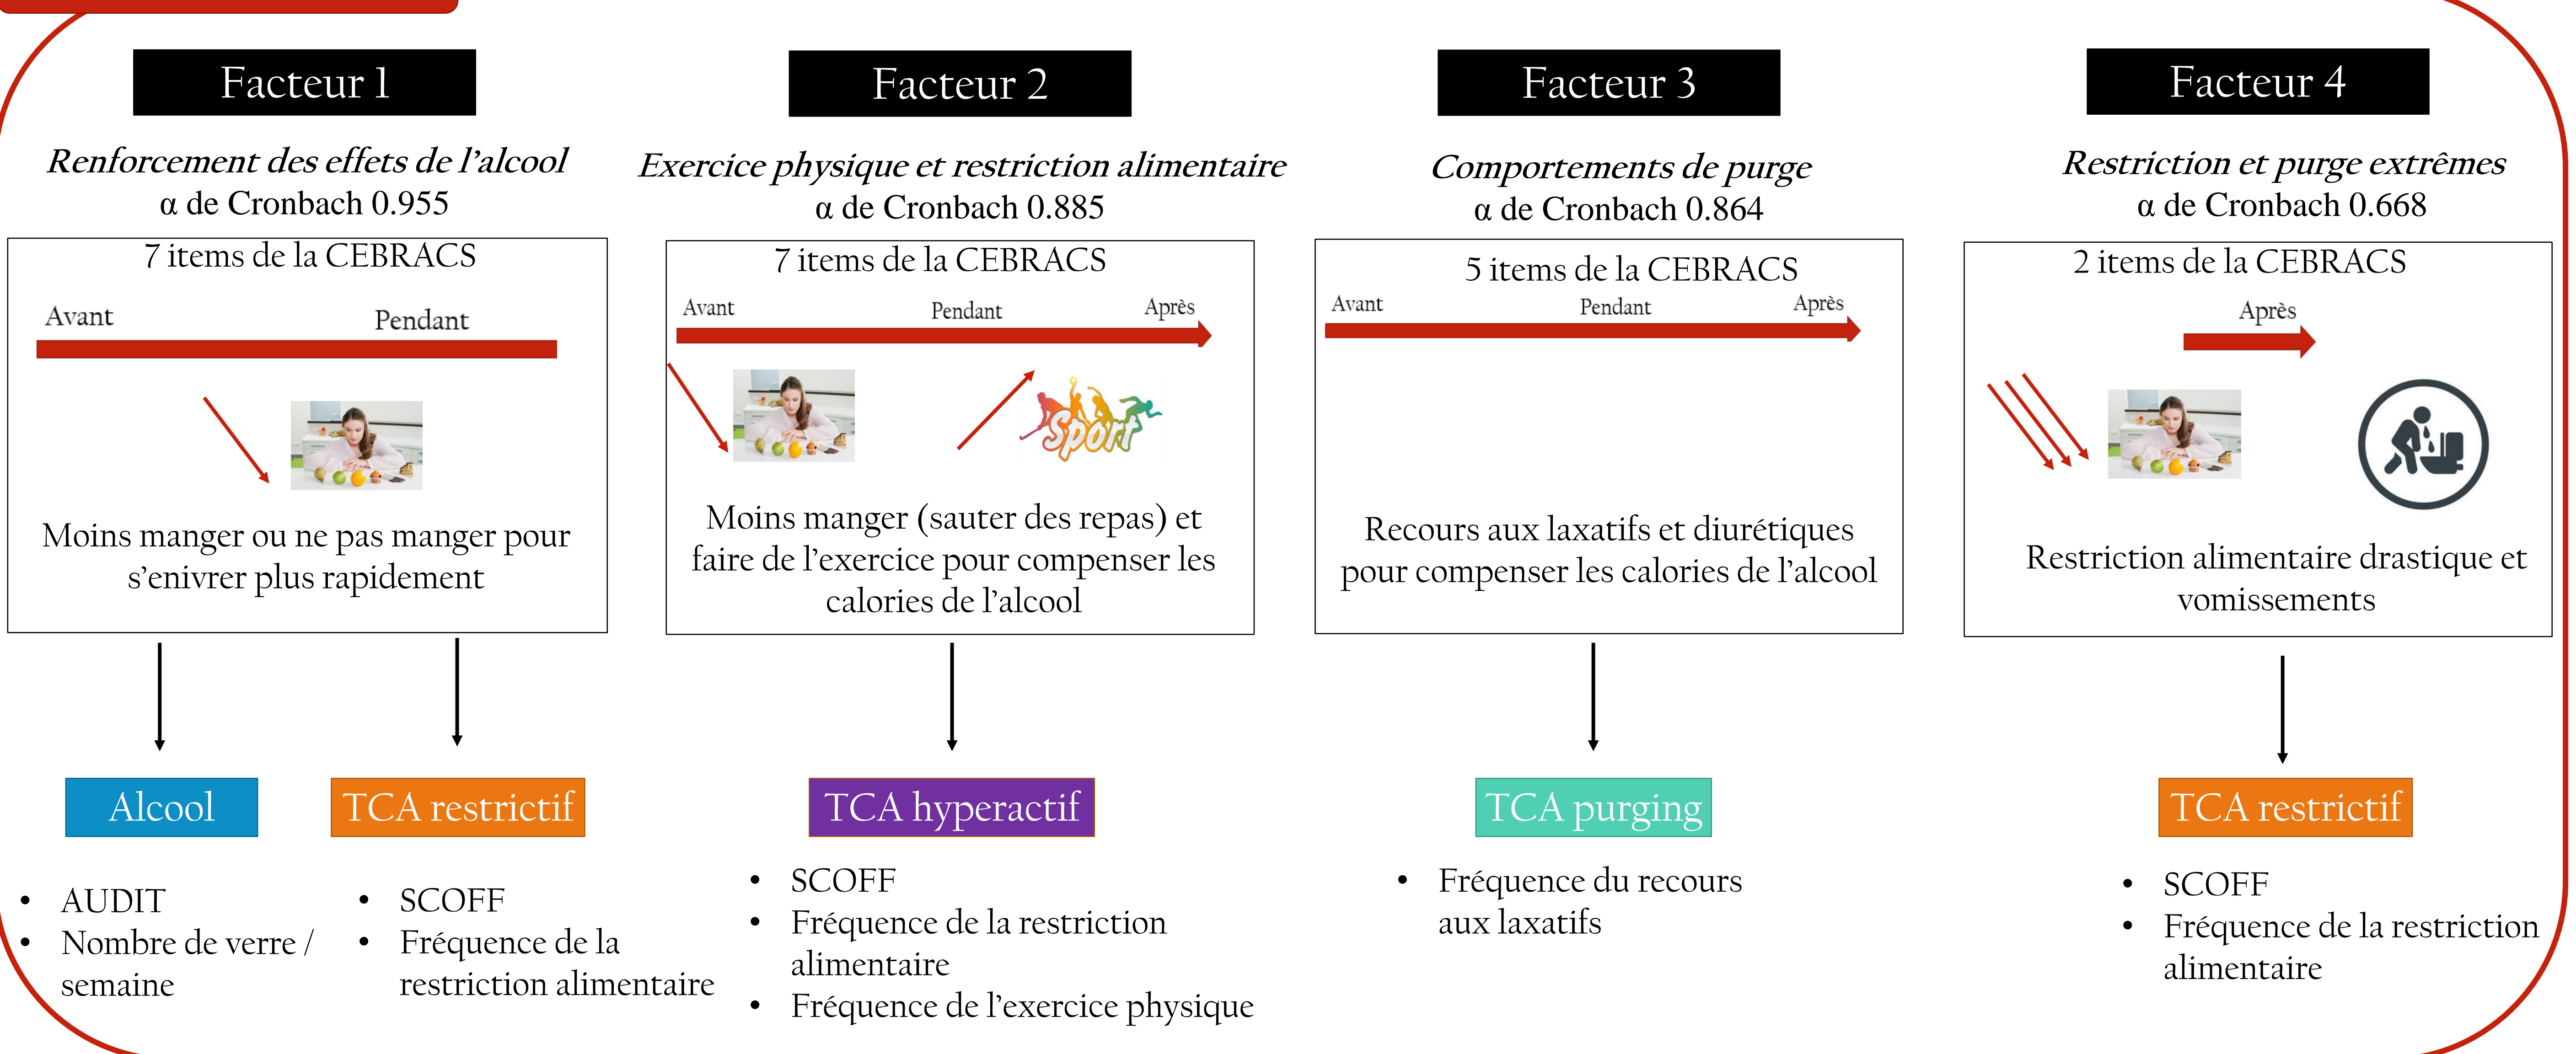 Facteur 1
Renforcement des effets de l'alcool
α de Cronbach 0.955
7 items de la CEBRACS
Avant
Pendant
Moins manger ou ne pas manger pour
s'enivrer plus rapidement
Alcool
TCA restrictif
• AUDIT
• Nombre de verre /
semaine
• SCOFF
• Fréquence de la
restriction alimentaire
Facteur 2
Exercice physique et restriction alimentaire
α de Cronbach 0.885
7 items de la CEBRACS
Avant
Pendant
Après
Sport
Moins manger (sauter des repas) et
faire de l'exercice pour compenser les
calories de l'alcool
TCA hyperactif
• SCOFF
• Fréquence de la restriction
alimentaire
• Fréquence de l'exercice physique
Facteur 3
Comportements de purge
α de Cronbach 0.864
5 items de la CEBRACS
Avant
Pendant
Après
Recours aux laxatifs et diurétiques
pour compenser les calories de l'alcool
TCA purging
• Fréquence du recours
aux laxatifs
Facteur 4
Restriction et purge extrêmes
α de Cronbach 0.668
2 items de la CEBRACS
Après
Restriction alimentaire drastique et
vomissements
TCA restrictif
• SCOFF
• Fréquence de la restriction
alimentaire